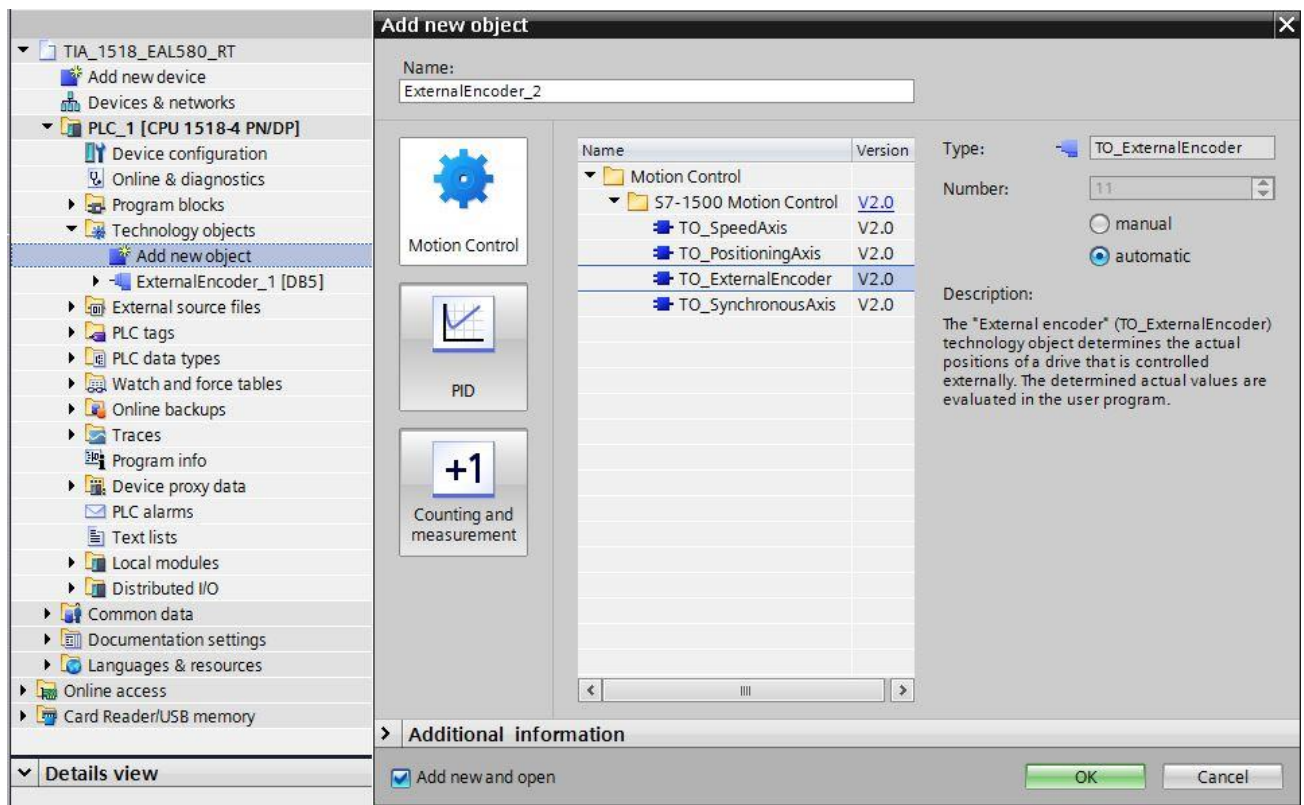 TIA_1518_EAL580_RT
Add new device
Devices & networks
PLC_1 [CPU 1518-4 PN/DP]
Device configuration
Online & diagnostics
Program blocks
Technology objects
Add new object
ExternalEncoder_1 [DB5]
External source files
PLC tags
PLC data types
Watch and force tables
Online backups
Traces
Program info
Device proxy data
PLC alarms
Text lists
Local modules
Distributed I/O
Common data
Documentation settings
Languages & resources
Online access
Card Reader/USB memory
Details view
Add new object
Name:
ExternalEncoder_2
Motion Control
PID
+1
Counting and
measurement
Name Version
Motion Control
S7-1500 Motion Control V2.0
TO_SpeedAxis V2.0
TO_PositioningAxis V2.0
TO_ExternalEncoder V2.0
TO_SynchronousAxis V2.0
Type: TO_ExternalEncoder
Number: 11
manual
automatic
Description:
The "External encoder" (TO_ExternalEncoder)
technology object determines the actual
positions of a drive that is controlled
externally. The determined actual values are
evaluated in the user program.
Additional information
Add new and open
OK Cancel